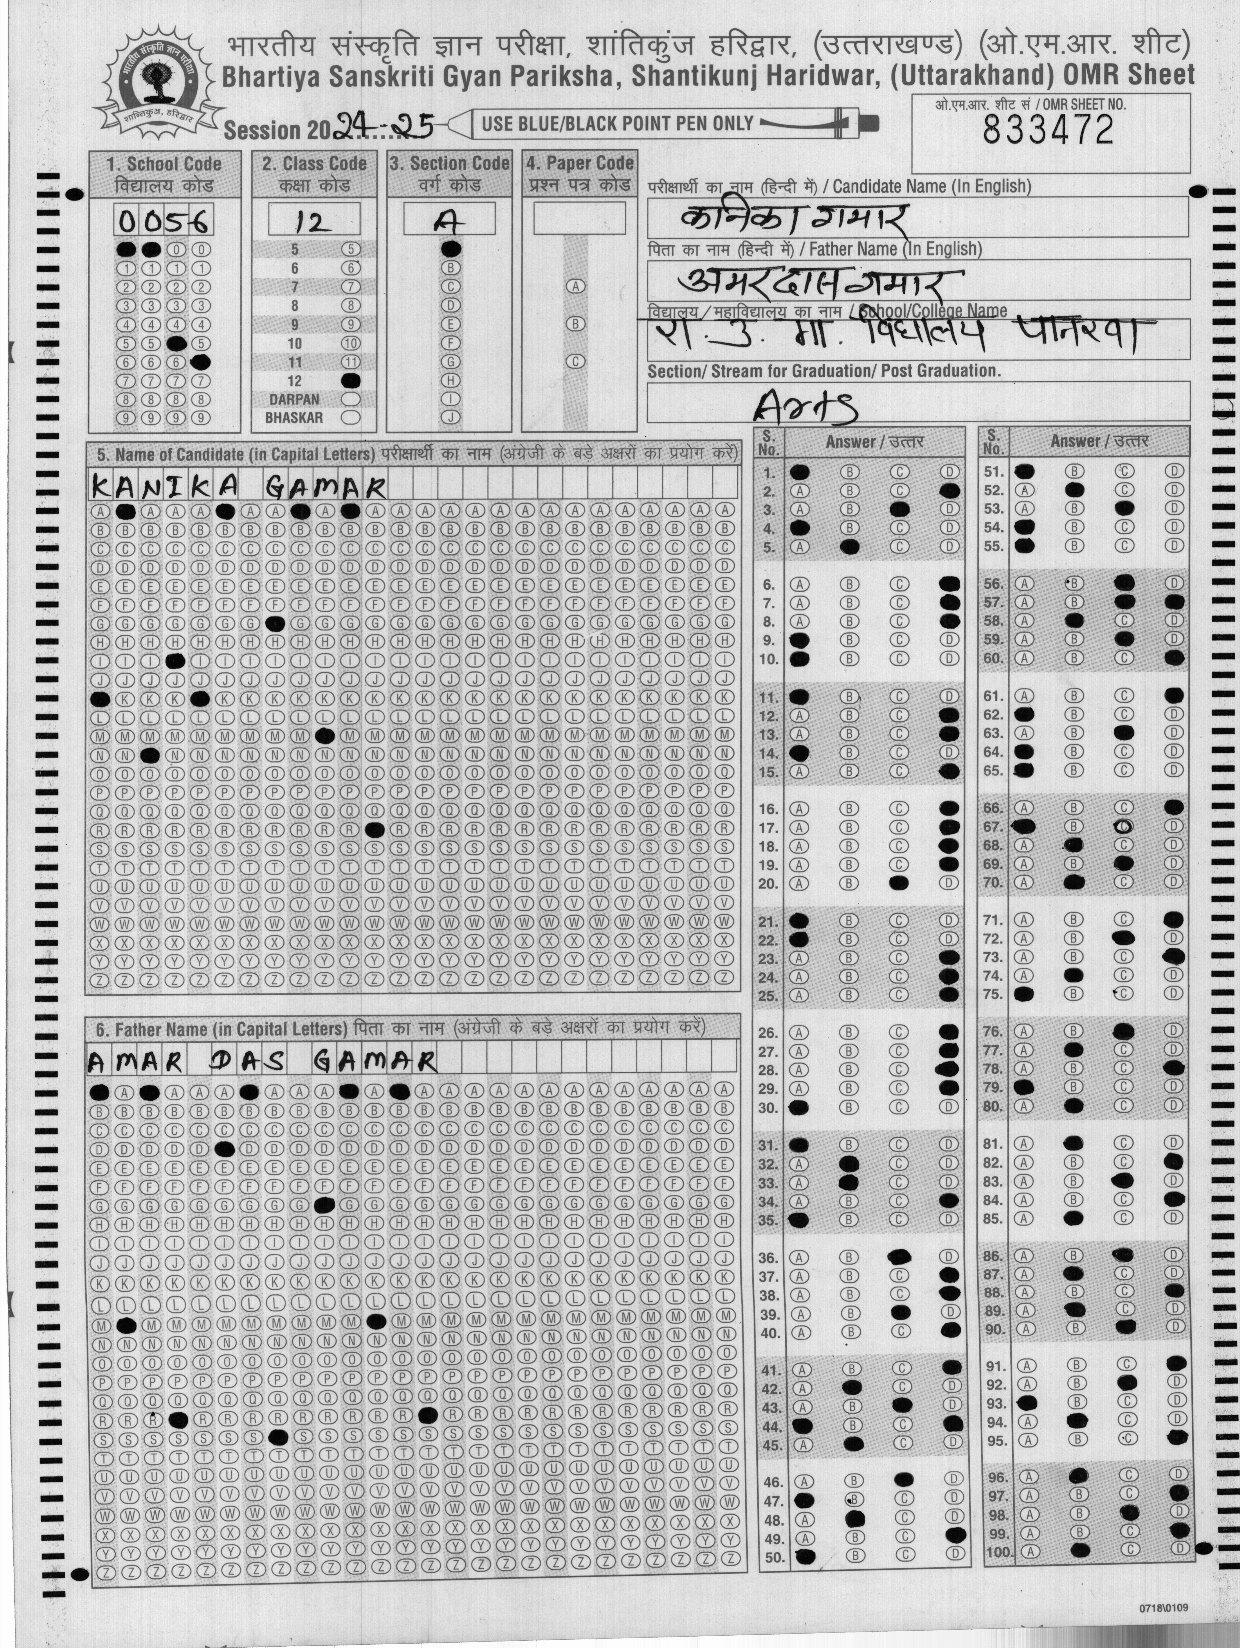 भारतीय संस्कृति ज्ञान परीक्षा, शांतिकुंज हरिद्वार, (उत्तराखण्ड) (ओ.एम.आर. शीट)
Bhartiya Sanskriti Gyan Pariksha, Shantikunj Haridwar, (Uttarakhand) OMR Sheet
Session 2024-25
USE BLUE/BLACK POINT PEN ONLY
ओ.एम.आर. शीट सं / OMR SHEET NO.
833472
1. School Code
विद्यालय कोड
0056
2. Class Code
कक्षा कोड
12
5
6
7
8
9
10
11
12
DARPAN
BHASKAR
3. Section Code
वर्ग कोड
A
4. Paper Code
प्रश्न पत्र कोड
A
B
C
परीक्षार्थी का नाम (हिन्दी में) / Candidate Name (In English)
कनिका गमार
पिता का नाम (हिन्दी में) / Father Name (In English)
अमरदास गमार
विद्यालय/महाविद्यालय का नाम / School/College Name
रा. उ. मा. विद्यालय पानरवा
Section/ Stream for Graduation/ Post Graduation.
Arts
5. Name of Candidate (in Capital Letters) परीक्षार्थी का नाम (अंग्रेजी के बड़े अक्षरों का प्रयोग करें)
KANIKA GAMAR
6. Father Name (in Capital Letters) पिता का नाम (अंग्रेजी के बड़े अक्षरों का प्रयोग करें)
AMAR DAS GAMAR
S. No. Answer / उत्तर
S. No. Answer / उत्तर
0718\0109